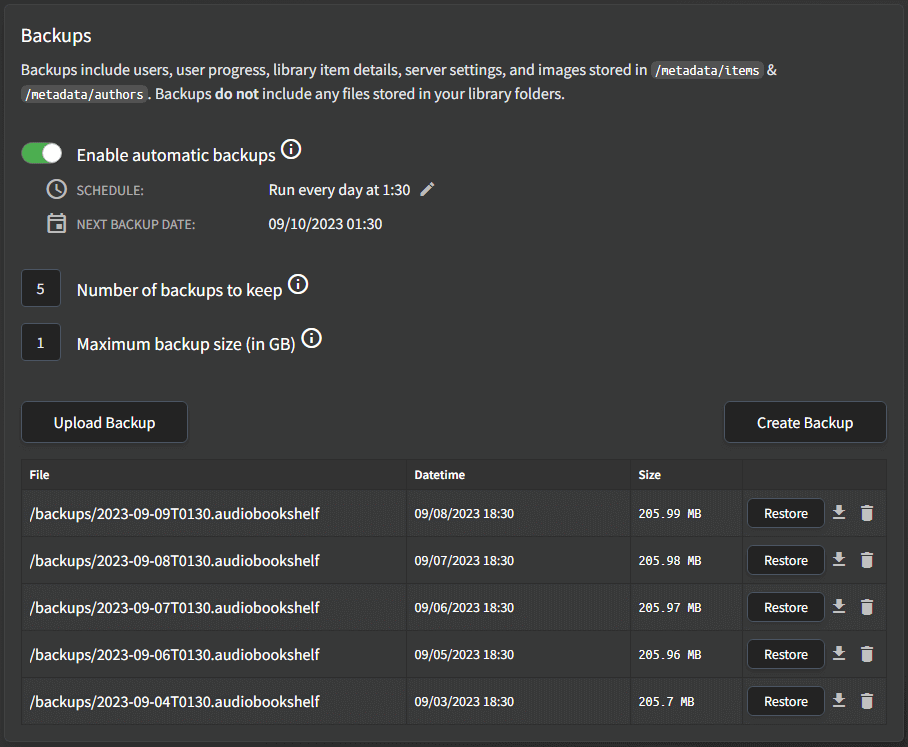 Backups
Backups include users, user progress, library item details, server settings, and images stored in /metadata/items &
/metadata/authors. Backups do not include any files stored in your library folders.
Enable automatic backups
SCHEDULE: Run every day at 1:30
NEXT BACKUP DATE: 09/10/2023 01:30
5 Number of backups to keep
1 Maximum backup size (in GB)
Upload Backup Create Backup
File Datetime Size
/backups/2023-09-09T0130.audiobookshelf 09/08/2023 18:30 205.99 MB Restore
/backups/2023-09-08T0130.audiobookshelf 09/07/2023 18:30 205.98 MB Restore
/backups/2023-09-07T0130.audiobookshelf 09/06/2023 18:30 205.97 MB Restore
/backups/2023-09-06T0130.audiobookshelf 09/05/2023 18:30 205.96 MB Restore
/backups/2023-09-04T0130.audiobookshelf 09/03/2023 18:30 205.7 MB Restore